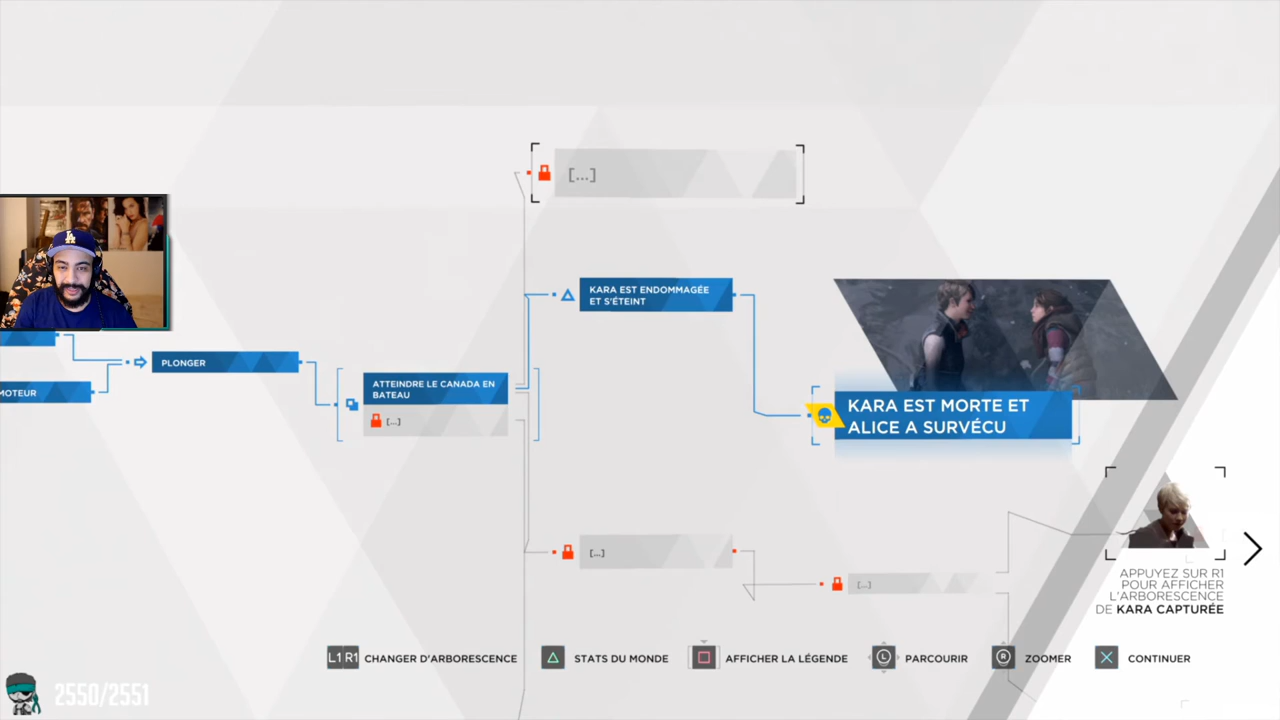 [...]
KARA EST ENDOMMAGÉE
ET S'ÉTEINT
PLONGER
MOTEUR
ATTEINDRE LE CANADA EN
BATEAU
[...]
KARA EST MORTE ET
ALICE A SURVÉCU
[...]
[...]
APPUYEZ SUR R1
POUR AFFICHER
L'ARBORESCENCE
DE KARA CAPTURÉE
L1 R1 CHANGER D'ARBORESCENCE
STATS DU MONDE
AFFICHER LA LÉGENDE
L PARCOURIR
R ZOOMER
CONTINUER
2550/2551